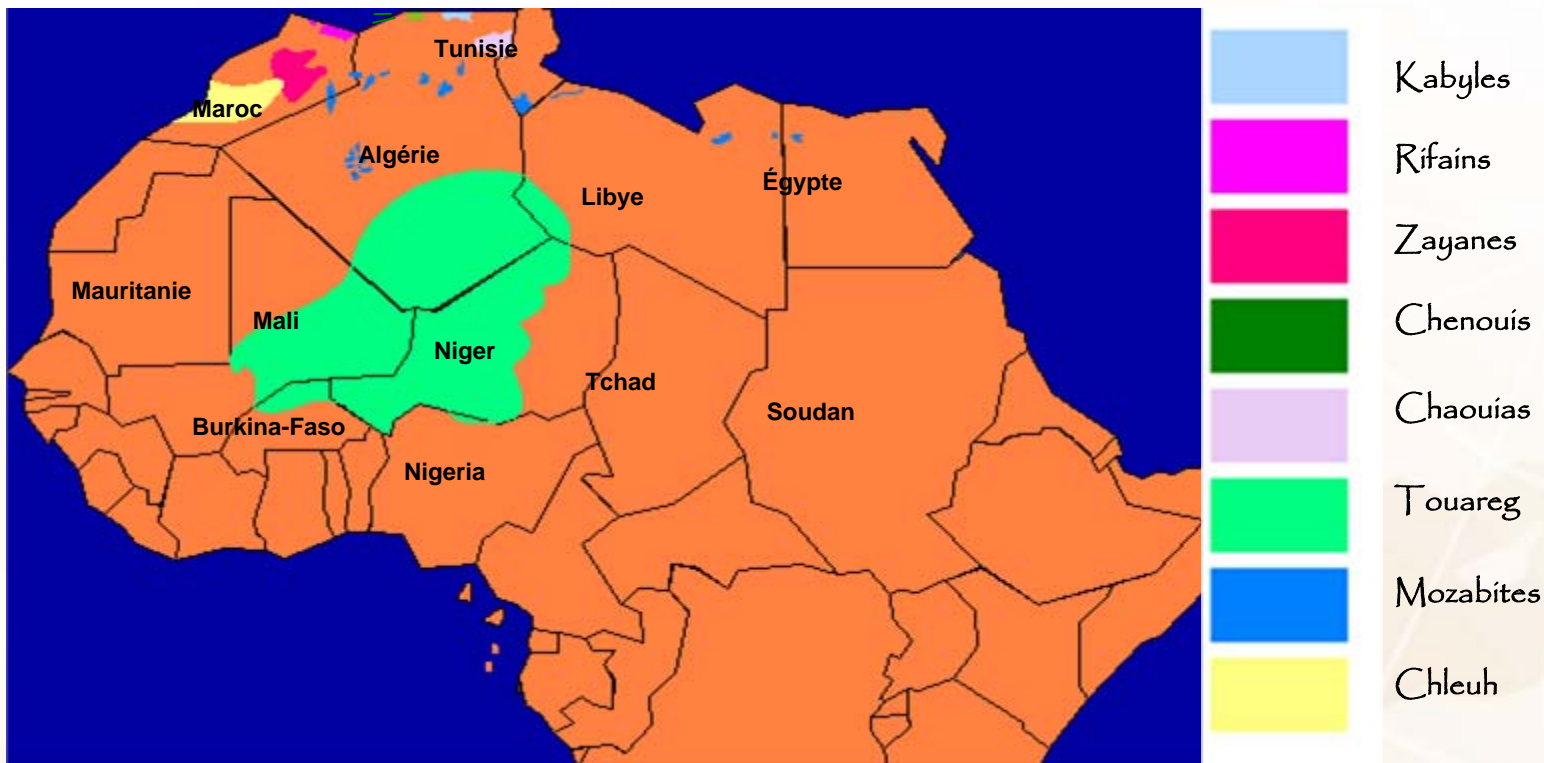 Tunisie
Maroc
Algérie
Libye
Égypte
Mauritanie
Mali
Niger
Tchad
Soudan
Burkina-Faso
Nigeria
Kabyles
Rifains
Zayanes
Chenouis
Chaouias
Touareg
Mozabites
Chleuh